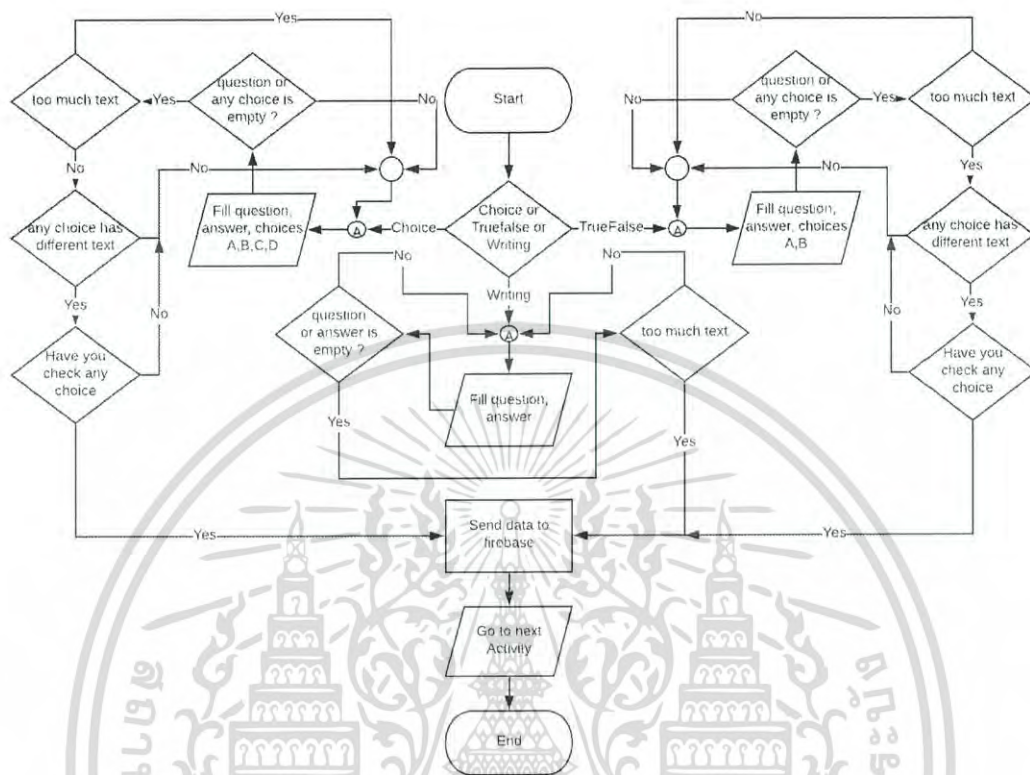 Yes
No
too much text
Yes
question or
any choice is
empty ?
No
Start
No
question or
any choice is
empty ?
Yes
too much text
No
No
No
Yes
any choice has
different text
Fill question,
answer, choices
A,B,C,D
A
Choice
Choice or
Truefalse or
Writing
TrueFalse
A
Fill question,
answer, choices
A,B
any choice has
different text
Yes
No
No
Writing
No
Yes
No
Have you
check any
choice
question
or answer is
empty ?
A
too much text
Have you
check any
choice
Yes
Fill question,
answer
Yes
Yes
Send data to
firebase
Yes
Go to next
Activity
End